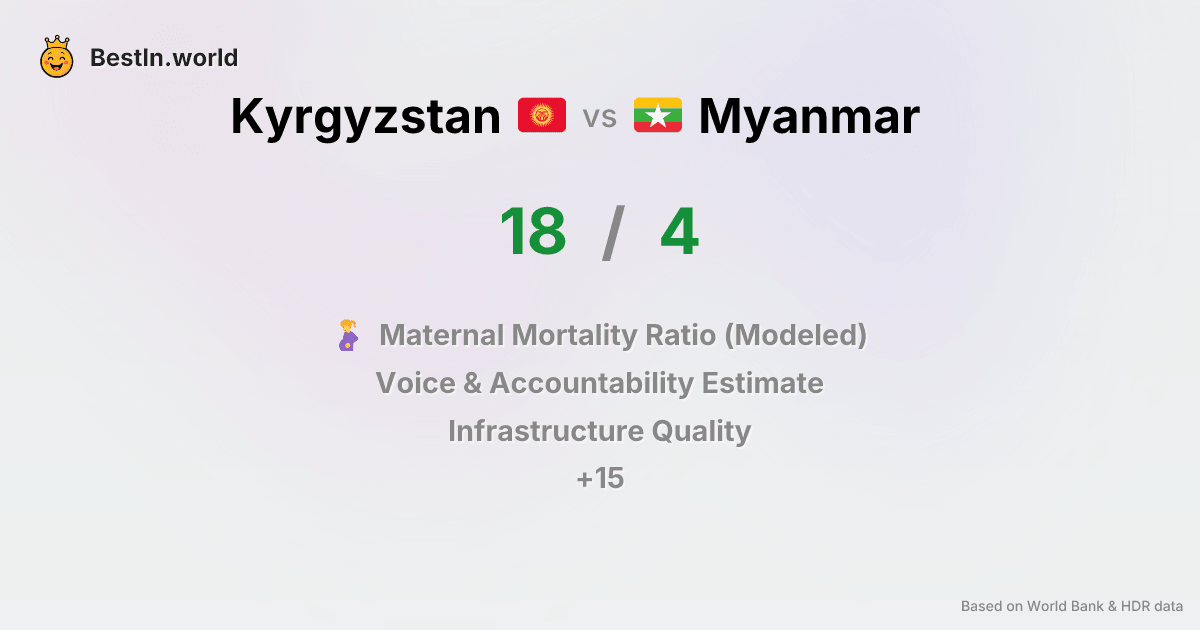 BestIn.world
Kyrgyzstan vs Myanmar
18 / 4
Maternal Mortality Ratio (Modeled)
Voice & Accountability Estimate
Infrastructure Quality
+15
Based on World Bank & HDR data